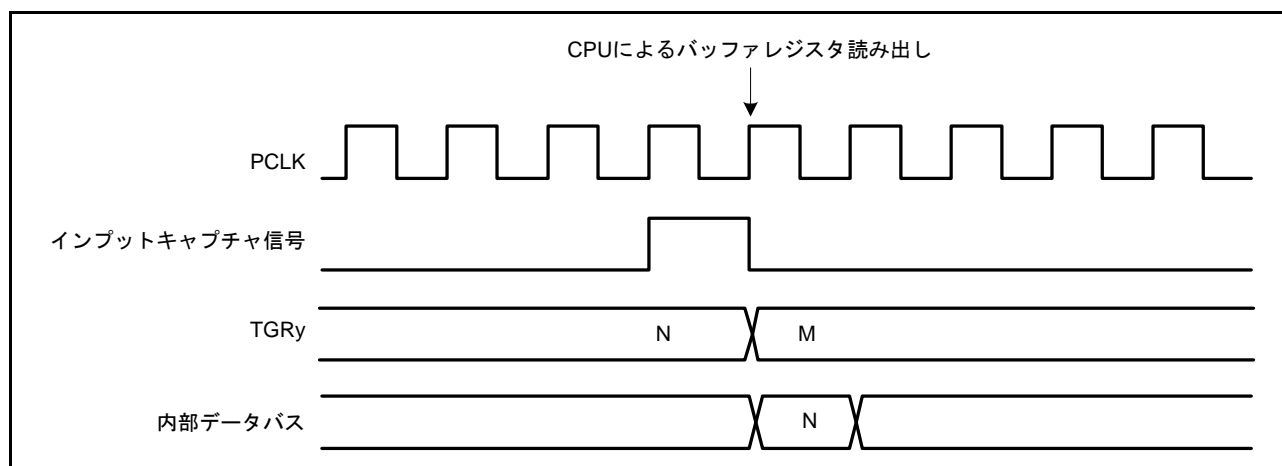 CPUによるバッファレジスタ読み出し
PCLK
インプットキャプチャ信号
TGRy
N
M
内部データバス
N